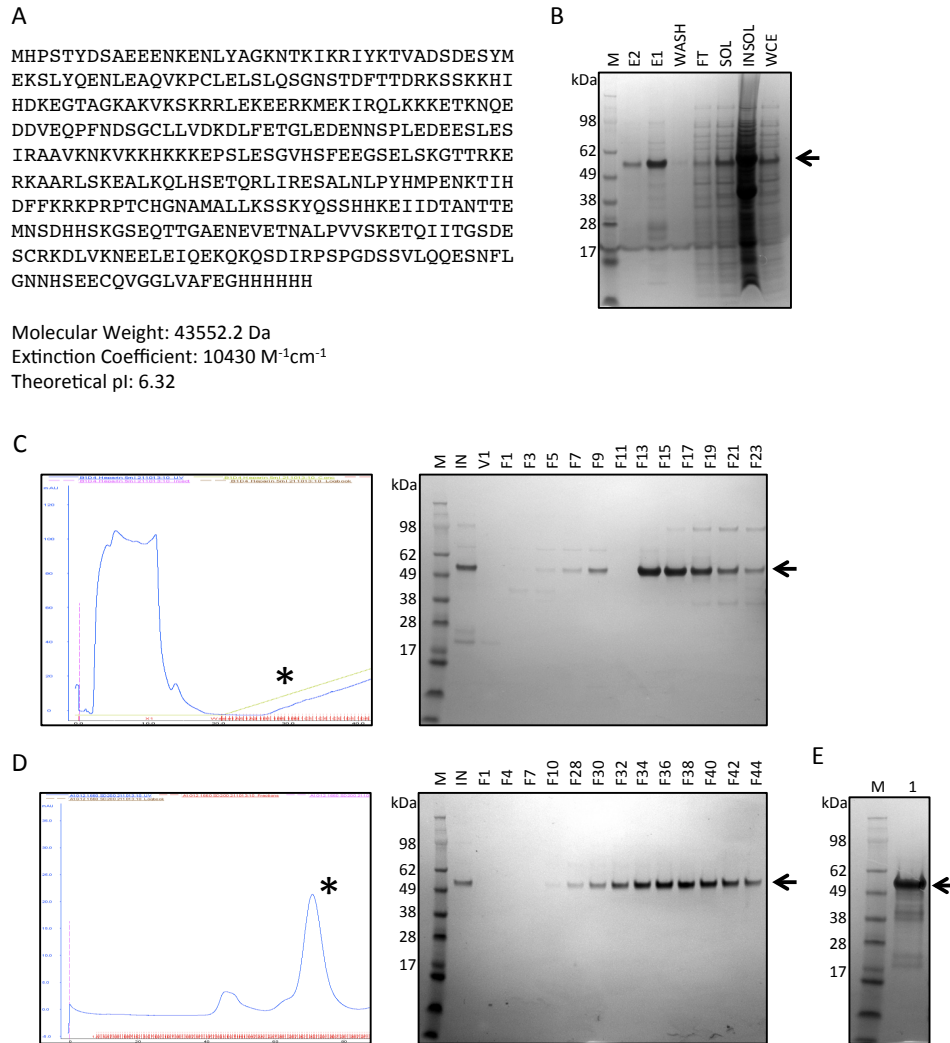 A
MHPSTYDSAEEENKENLYAGKNTKIKRIYKTVADSDESYM
EKSLYQENLEAQVKPCLELSLQSGNSTDFTTDRKSSKKHI
HDKEGTAGKAKVKSKRRLEKEERKMEKIRQLKKKETKNQE
DDVEQPFNDSGCLLVDKDLFETGLEDENNSPLEDEESLES
IRAAVKNKVKKHKKKEPSLESGVHSFEEGSELSKGTTRKE
RKAARLSKEALKQLHSETQRLIRESALNLPYHMPENKTIH
DFFKRKPRPTCHGNAMALLKSSKYQSSHHKEIIDTANTTE
MNSDHHSKGSEQTTGAENEVETNALPVVSKETQIITGSDE
SCRKDLVKNEELEIQEKQKQSDIRPSPGDSSVLQQESNFL
GNNHSEECQVGGLVAFEGHHHHHH
Molecular Weight: 43552.2 Da
Extinction Coefficient: 10430 M⁻¹cm⁻¹
Theoretical pI: 6.32
B
M E2 E1 WASH FT SOL INSOL WCE
kDa
98
62
49
38
28
17
C
*
M IN V1 F1 F3 F5 F7 F9 F11 F13 F15 F17 F19 F21 F23
kDa
98
62
49
38
28
17
D
*
M IN F1 F4 F7 F10 F28 F30 F32 F34 F36 F38 F40 F42 F44
kDa
98
62
49
38
28
17
E
M 1
kDa
98
62
49
38
28
17